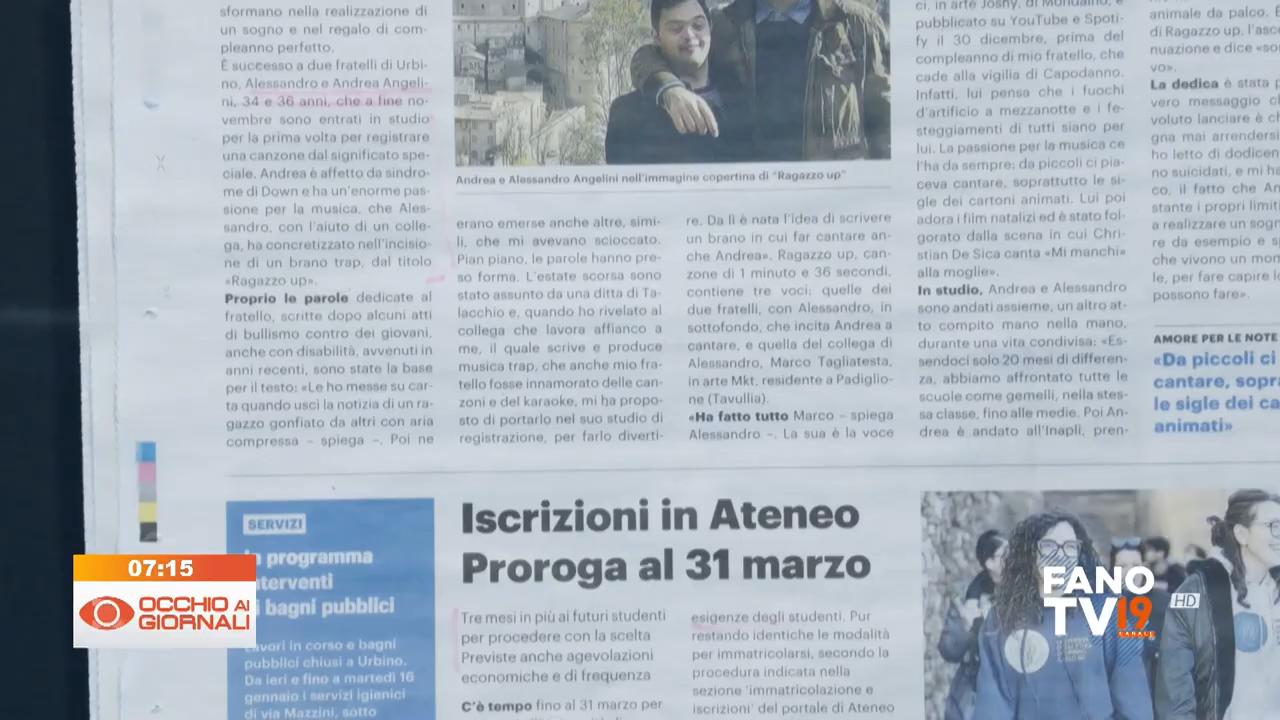 sformano nella realizzazione di
un sogno e nel regalo di com-
pleanno perfetto.
È successo a due fratelli di Urbi-
no, Alessandro e Andrea Angeli-
ni, 34 e 36 anni, che a fine no-
vembre sono entrati in studio
per la prima volta per registrare
una canzone dal significato spe-
ciale. Andrea è affetto da sindro-
me di Down e ha un'enorme pas-
sione per la musica, che Ales-
sandro, con l'aiuto di un colle-
ga, ha concretizzato nell'incisio-
ne di un brano trap, dal titolo
«Ragazzo up».
Proprio le parole dedicate al
fratello, scritte dopo alcuni atti
di bullismo contro dei giovani,
anche con disabilità, avvenuti in
anni recenti, sono state la base
per il testo: «Le ho messe su car-
ta quando uscì la notizia di un ra-
gazzo gonfiato da altri con aria
compressa – spiega –. Poi ne
Andrea e Alessandro Angelini nell'immagine copertina di "Ragazzo up"
erano emerse anche altre, simi-
li, che mi avevano scioccato.
Pian piano, le parole hanno pre-
so forma. L'estate scorsa sono
stato assunto da una ditta di Ta-
lacchio e, quando ho rivelato al
collega che lavora affianco a
me, il quale scrive e produce
musica trap, che anche mio fra-
tello fosse innamorato delle can-
zoni e del karaoke, mi ha propo-
sto di portarlo nel suo studio di
registrazione, per farlo diverti-
re. Da lì è nata l'idea di scrivere
un brano in cui far cantare an-
che Andrea». Ragazzo up, can-
zone di 1 minuto e 36 secondi,
contiene tre voci: quelle dei
due fratelli, con Alessandro, in
sottofondo, che incita Andrea a
cantare, e quella del collega di
Alessandro, Marco Tagliatesta,
in arte Mkt, residente a Padiglio-
ne (Tavullia).
«Ha fatto tutto Marco – spiega
Alessandro –. La sua è la voce
ci, in arte Joshy, di Mondaino, e
pubblicato su YouTube e Spoti-
fy il 30 dicembre, prima del
compleanno di mio fratello, che
cade alla vigilia di Capodanno.
Infatti, lui pensa che i fuochi
d'artificio a mezzanotte e i fe-
steggiamenti di tutti siano per
lui. La passione per la musica ce
l'ha da sempre: da piccoli ci pia-
ceva cantare, soprattutto le si-
gle dei cartoni animati. Lui poi
adora i film natalizi ed è stato fol-
gorato dalla scena in cui Chri-
stian De Sica canta «Mi manchi»
alla moglie».
In studio, Andrea e Alessandro
sono andati assieme, un altro at-
to compito mano nella mano,
durante una vita condivisa: «Es-
sendoci solo 20 mesi di differen-
za, abbiamo affrontato tutte le
scuole come gemelli, nella stes-
sa classe, fino alle medie. Poi An-
drea è andato all'Inapli, pren-
animale da palco. E
di Ragazzo up, l'asc
nuazione e dice «so
vo».
La dedica è stata p
vero messaggio c
voluto lanciare è c
gna mai arrendersi
ho letto di dodicen
no suicidati, e mi ha
co, il fatto che An
stante i propri limit
a realizzare un sogn
re da esempio e s
che vivono un mom
le, per fare capire l
possono fare».
AMORE PER LE NOTE
«Da piccoli ci
cantare, sopra
le sigle dei ca
animati»
SERVIZI
programma
nterventi
i bagni pubblici
avori in corso e bagni
pubblici chiusi a Urbino.
Da ieri e fino a martedì 16
gennaio i servizi igienici
di via Mazzini, sotto
Iscrizioni in Ateneo
Proroga al 31 marzo
Tre mesi in più ai futuri studenti
per procedere con la scelta
Previste anche agevolazioni
economiche e di frequenza
C'è tempo fino al 31 marzo per
esigenze degli studenti. Pur
restando identiche le modalità
per immatricolarsi, secondo la
procedura indicata nella
sezione 'immatricolazione e
iscrizioni' del portale di Ateneo
07:15
OCCHIO AI
GIORNALI
FANO
TV19
CANALE
HD